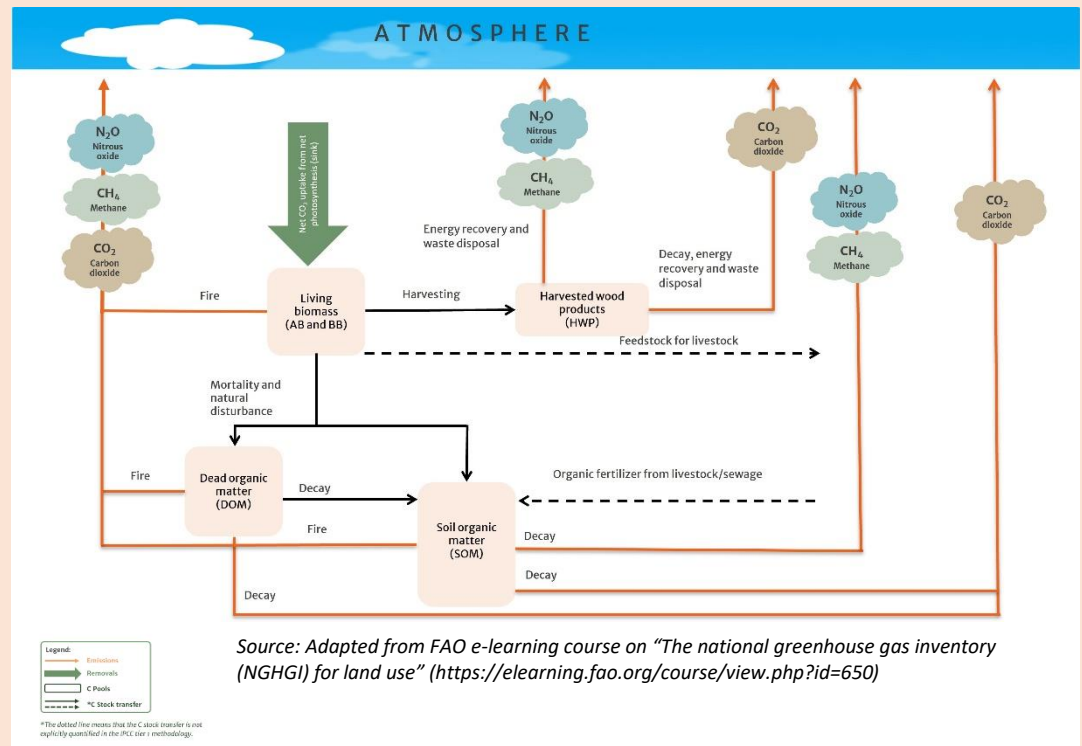 ATMOSPHERE
N₂O
Nitrous
oxide
CH₄
Methane
CO₂
Carbon
dioxide
Net CO₂ uptake from net
photosynthesis (sink)
N₂O
Nitrous
oxide
CH₄
Methane
CO₂
Carbon
dioxide
N₂O
Nitrous
oxide
CH₄
Methane
CO₂
Carbon
dioxide
Energy recovery and
waste disposal
Decay, energy
recovery and waste
disposal
Fire
Living
biomass
(AB and BB)
Harvesting
Harvested wood
products
(HWP)
Feedstock for livestock
Mortality and
natural
disturbance
Fire
Dead organic
matter
(DOM)
Decay
Organic fertilizer from livestock/sewage
Fire
Soil organic
matter
(SOM)
Decay
Decay
Decay
Legend:
Emissions
Removals
C Pools
*C Stock transfer
*The dotted line means that the C stock transfer is not
explicitly quantified in the IPCC tier 1 methodology.
Source: Adapted from FAO e-learning course on “The national greenhouse gas inventory
(NGHGI) for land use” (https://elearning.fao.org/course/view.php?id=650)